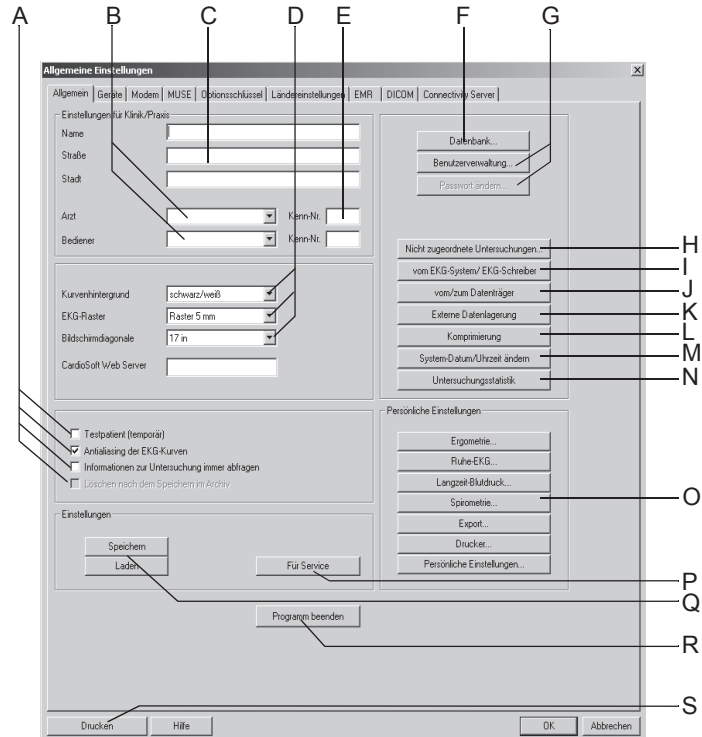 A B C D E F G
Allgemeine Einstellungen
Allgemein Geräte Modem MUSE Optionsschlüssel Ländereinstellungen EMR DICOM Connectivity Server
Einstellungen für Klinik/Praxis
Name
Straße
Stadt
Arzt Kenn-Nr.
Bediener Kenn-Nr.
Kurvenhintergrund schwarz/weiß
EKG-Raster Raster 5 mm
Bildschirmdiagonale 17 in
CardioSoft Web Server
Testpatient (temporär)
Antialiasing der EKG-Kurven
Informationen zur Untersuchung immer abfragen
Löschen nach dem Speichern im Archiv
Einstellungen
Speichern
Laden
Für Service
Programm beenden
Datenbank...
Benutzerverwaltung...
Passwort ändern...
Nicht zugeordnete Untersuchungen... H
vom EKG-System/ EKG-Schreiber I
vom/zum Datenträger J
Externe Datenlagerung K
Komprimierung L
System-Datum/Uhrzeit ändern M
Untersuchungsstatistik N
Persönliche Einstellungen
Ergometrie...
Ruhe-EKG...
Langzeit-Blutdruck...
Spirometrie... O
Export...
Drucker...
Persönliche Einstellungen...
P
Q
R
S
Drucken Hilfe OK Abbrechen